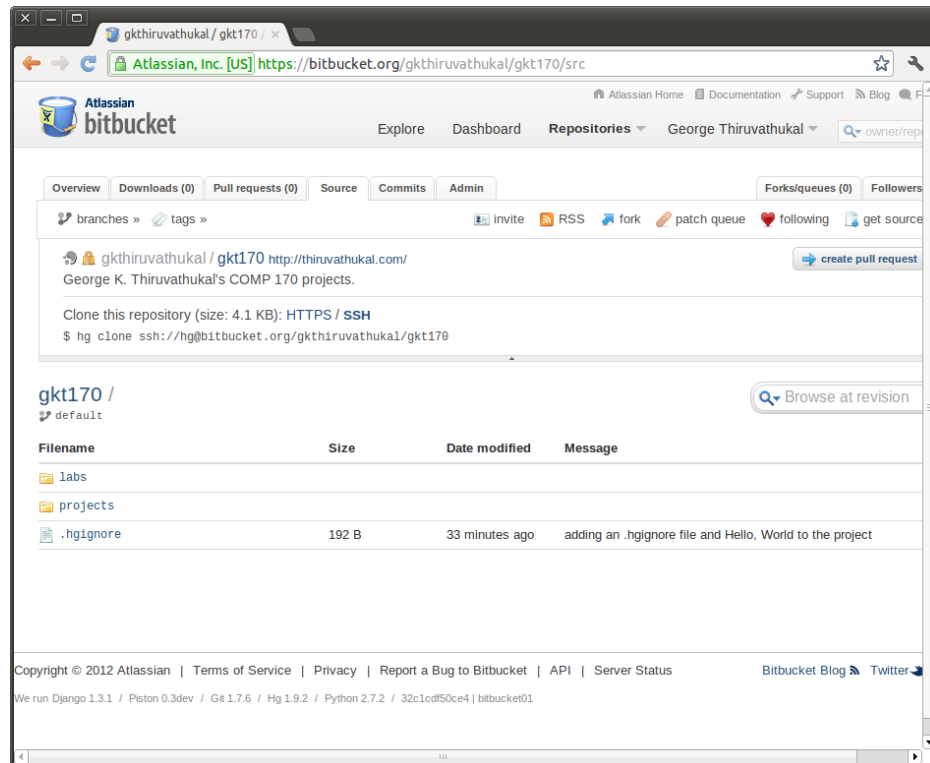 gkthiruvathukal / gkt170 /
Atlassian, Inc. [US] https://bitbucket.org/gkthiruvathukal/gkt170/src
Atlassian Home Documentation Support Blog F
Atlassian
bitbucket
Explore Dashboard Repositories George Thiruvathukal owner/repo
Overview Downloads (0) Pull requests (0) Source Commits Admin Forks/queues (0) Followers
branches » tags » invite RSS fork patch queue following get source
gkthiruvathukal / gkt170 http://thiruvathukal.com/ create pull request
George K. Thiruvathukal's COMP 170 projects.
Clone this repository (size: 4.1 KB): HTTPS / SSH
$ hg clone ssh://hg@bitbucket.org/gkthiruvathukal/gkt170
gkt170 / Browse at revision
default
Filename Size Date modified Message
labs
projects
.hgignore 192 B 33 minutes ago adding an .hgignore file and Hello, World to the project
Copyright © 2012 Atlassian | Terms of Service | Privacy | Report a Bug to Bitbucket | API | Server Status Bitbucket Blog Twitter
We run Django 1.3.1 / Piston 0.3dev / Git 1.7.6 / Hg 1.9.2 / Python 2.7.2 / 32c1cdf50ce4 | bitbucket01